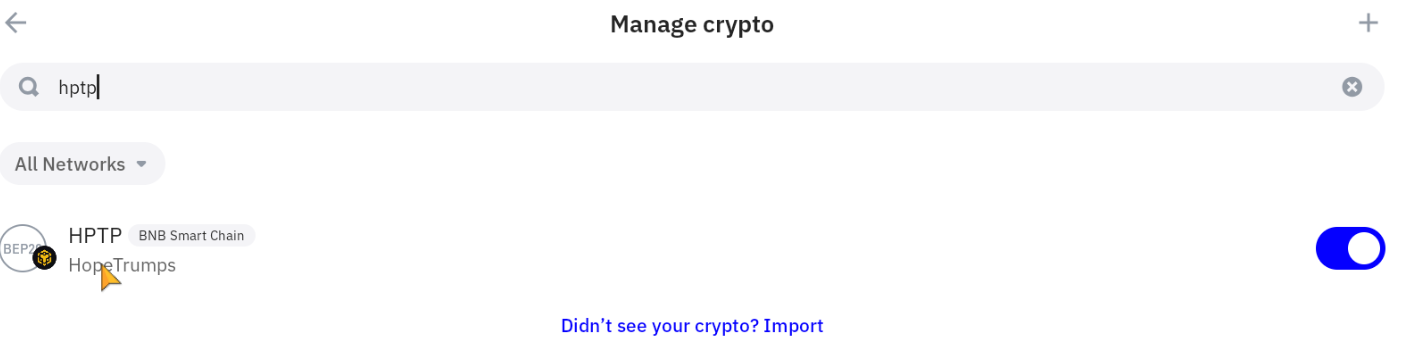 Manage crypto
hptp
All Networks
HPTP BNB Smart Chain
BEP20
HopeTrumps
Didn’t see your crypto? Import